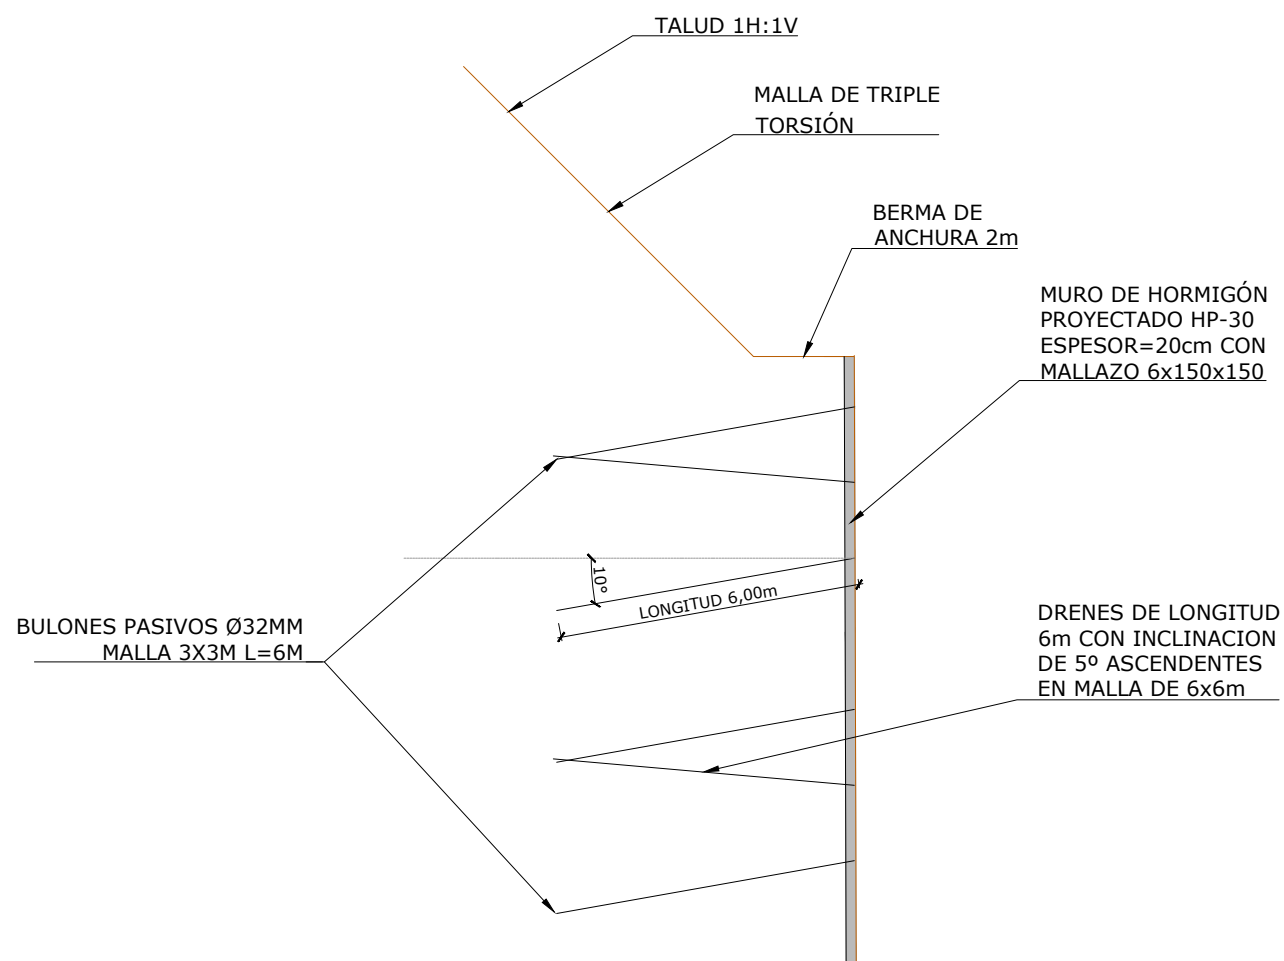 TALUD 1H:1V
MALLA DE TRIPLE
TORSIÓN
BERMA DE
ANCHURA 2m
MURO DE HORMIGÓN
PROYECTADO HP-30
ESPESOR=20cm CON
MALLAZO 6x150x150
10º
LONGITUD 6,00m
BULONES PASIVOS Ø32MM
MALLA 3X3M L=6M
DRENES DE LONGITUD
6m CON INCLINACION
DE 5º ASCENDENTES
EN MALLA DE 6x6m